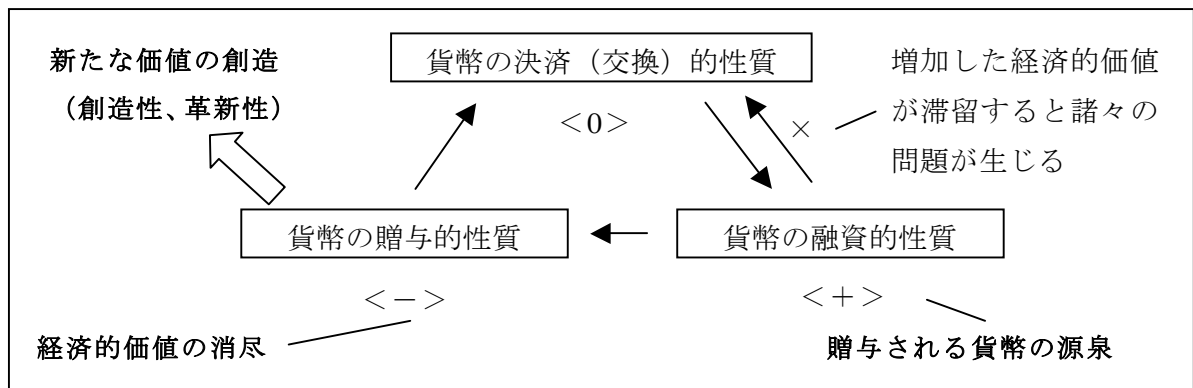 新たな価値の創造
（創造性、革新性）
貨幣の決済（交換）的性質
増加した経済的価値
が滞留すると諸々の
問題が生じる
＜0＞
×
貨幣の贈与的性質
貨幣の融資的性質
＜－＞
＜＋＞
経済的価値の消尽
贈与される貨幣の源泉